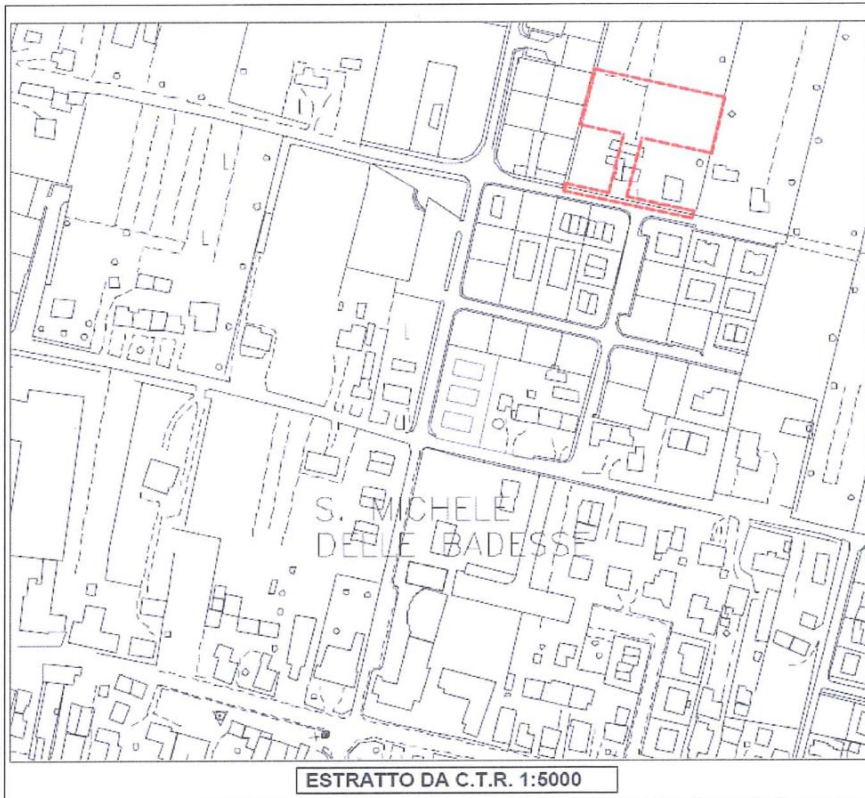 L
L
L
S. MICHELE
DELLE BADESSE
ESTRATTO DA C.T.R. 1:5000